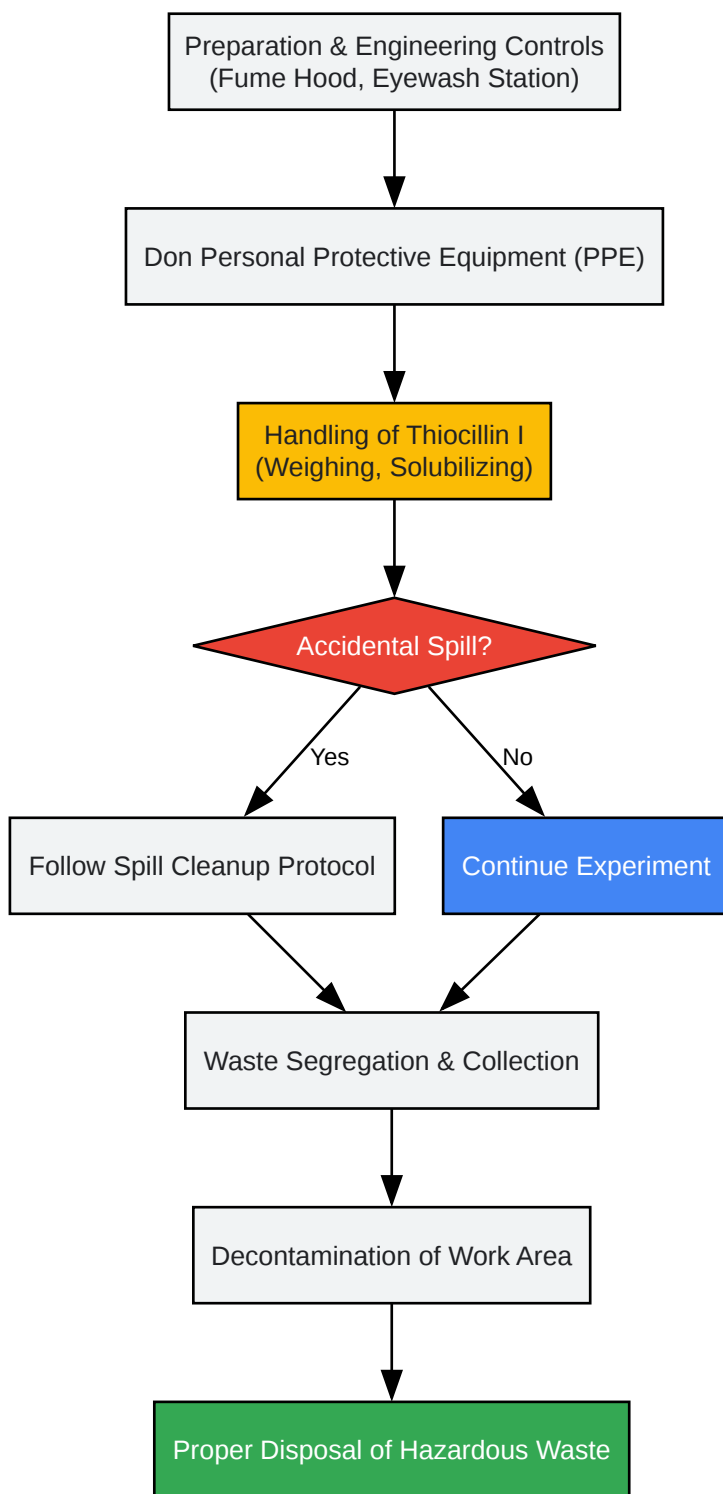 Preparation & Engineering Controls
(Fume Hood, Eyewash Station)
Don Personal Protective Equipment (PPE)
Handling of Thiocillin I
(Weighing, Solubilizing)
Accidental Spill?
Yes
No
Follow Spill Cleanup Protocol
Continue Experiment
Waste Segregation & Collection
Decontamination of Work Area
Proper Disposal of Hazardous Waste